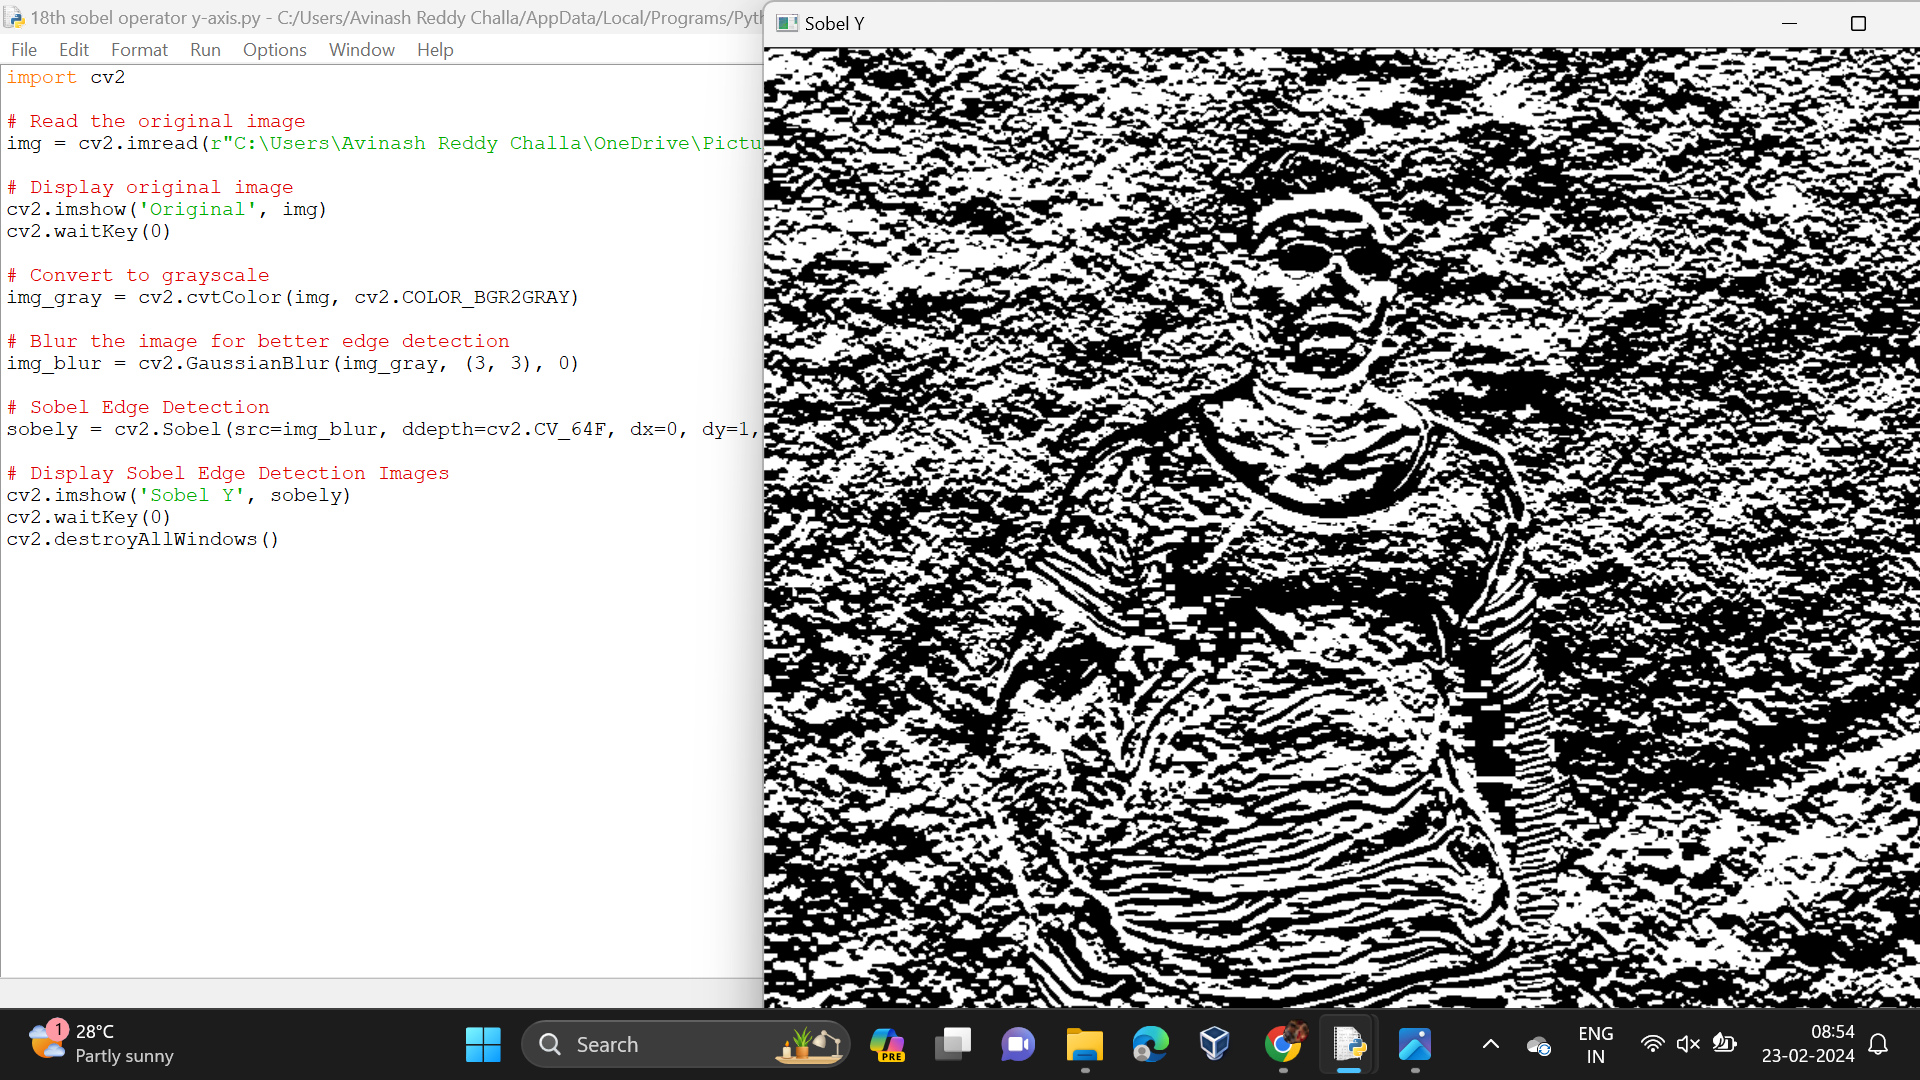 18th sobel operator y-axis.py - C:/Users/Avinash Reddy Challa/AppData/Local/Programs/Pyth
File Edit Format Run Options Window Help
import cv2
# Read the original image
img = cv2.imread(r"C:\Users\Avinash Reddy Challa\OneDrive\Pictu
# Display original image
cv2.imshow('Original', img)
cv2.waitKey(0)
# Convert to grayscale
img_gray = cv2.cvtColor(img, cv2.COLOR_BGR2GRAY)
# Blur the image for better edge detection
img_blur = cv2.GaussianBlur(img_gray, (3, 3), 0)
# Sobel Edge Detection
sobely = cv2.Sobel(src=img_blur, ddepth=cv2.CV_64F, dx=0, dy=1,
# Display Sobel Edge Detection Images
cv2.imshow('Sobel Y', sobely)
cv2.waitKey(0)
cv2.destroyAllWindows()
Sobel Y
1
28°C
Partly sunny
Search
PRE
ENG
IN
08:54
23-02-2024